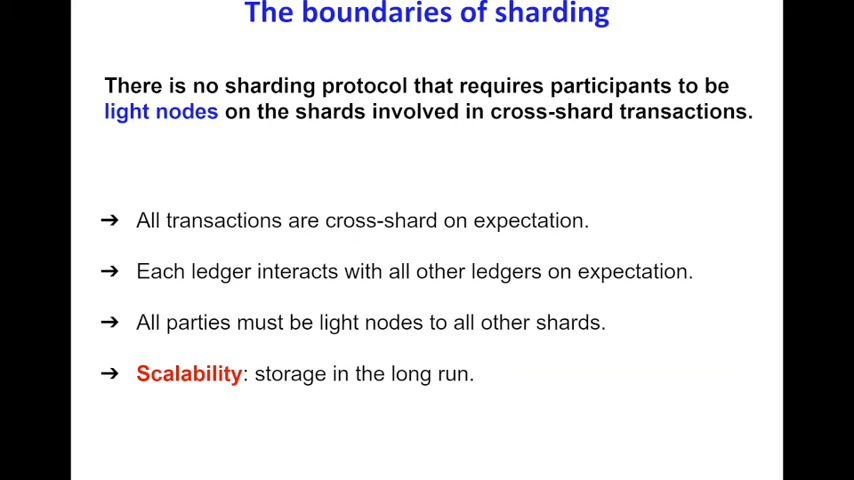 The boundaries of sharding
There is no sharding protocol that requires participants to be
light nodes on the shards involved in cross-shard transactions.
➔ All transactions are cross-shard on expectation.
➔ Each ledger interacts with all other ledgers on expectation.
➔ All parties must be light nodes to all other shards.
➔ Scalability: storage in the long run.